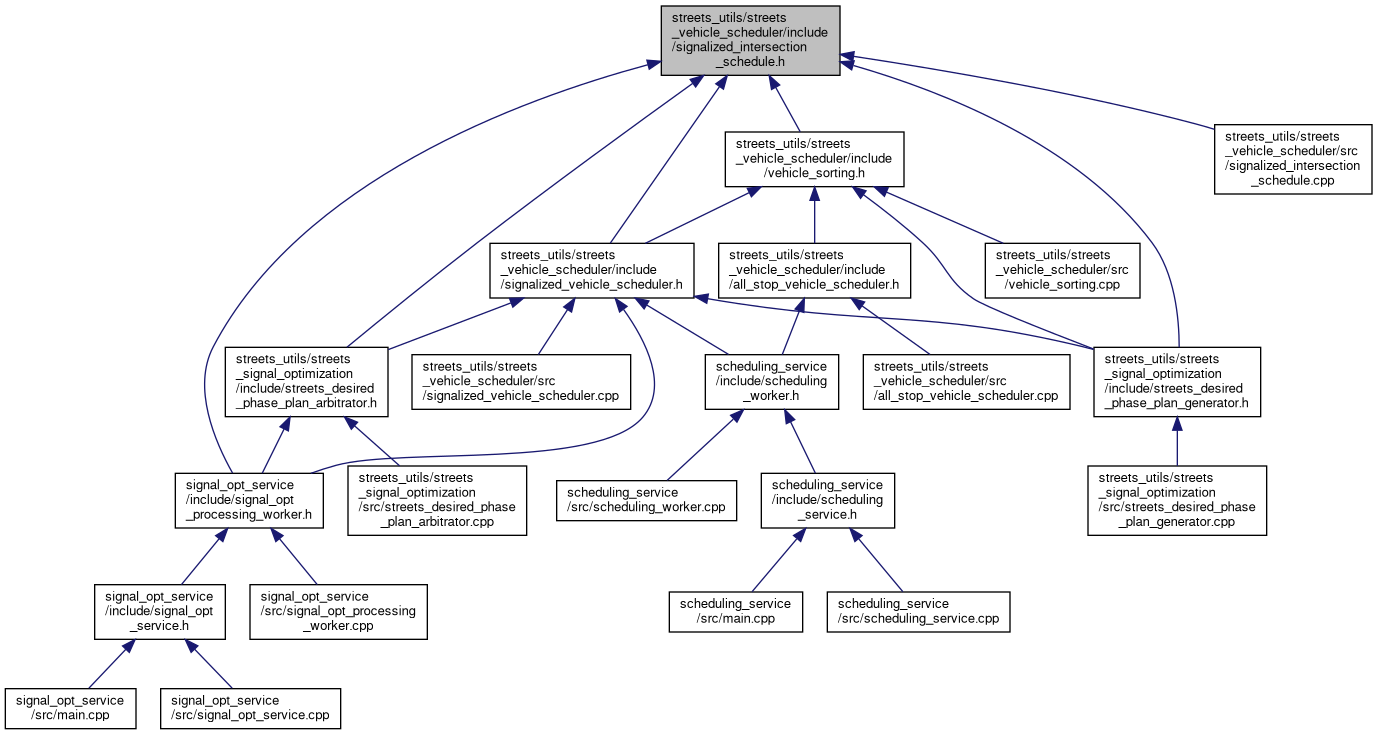 streets_utils/streets
_vehicle_scheduler/include
/signalized_intersection
_schedule.h
streets_utils/streets
_vehicle_scheduler/src
/signalized_intersection
_schedule.cpp
streets_utils/streets
_vehicle_scheduler/include
/vehicle_sorting.h
streets_utils/streets
_vehicle_scheduler/include
/signalized_vehicle_scheduler.h
streets_utils/streets
_vehicle_scheduler/include
/all_stop_vehicle_scheduler.h
streets_utils/streets
_vehicle_scheduler/src
/vehicle_sorting.cpp
streets_utils/streets
_signal_optimization
/include/streets_desired
_phase_plan_arbitrator.h
streets_utils/streets
_vehicle_scheduler/src
/signalized_vehicle_scheduler.cpp
scheduling_service
/include/scheduling
_worker.h
streets_utils/streets
_vehicle_scheduler/src
/all_stop_vehicle_scheduler.cpp
streets_utils/streets
_signal_optimization
/include/streets_desired
_phase_plan_generator.h
signal_opt_service
/include/signal_opt
_processing_worker.h
streets_utils/streets
_signal_optimization
/src/streets_desired_phase
_plan_arbitrator.cpp
scheduling_service
/src/scheduling_worker.cpp
scheduling_service
/include/scheduling
_service.h
streets_utils/streets
_signal_optimization
/src/streets_desired_phase
_plan_generator.cpp
signal_opt_service
/include/signal_opt
_service.h
signal_opt_service
/src/signal_opt_processing
_worker.cpp
scheduling_service
/src/main.cpp
scheduling_service
/src/scheduling_service.cpp
signal_opt_service
/src/main.cpp
signal_opt_service
/src/signal_opt_service.cpp